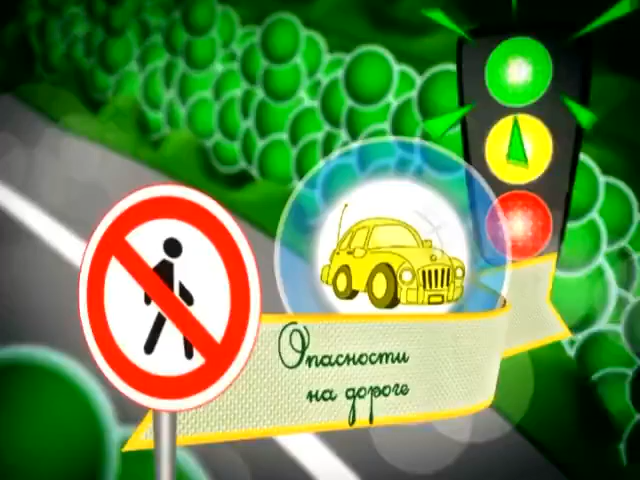 Опасности
на дороге